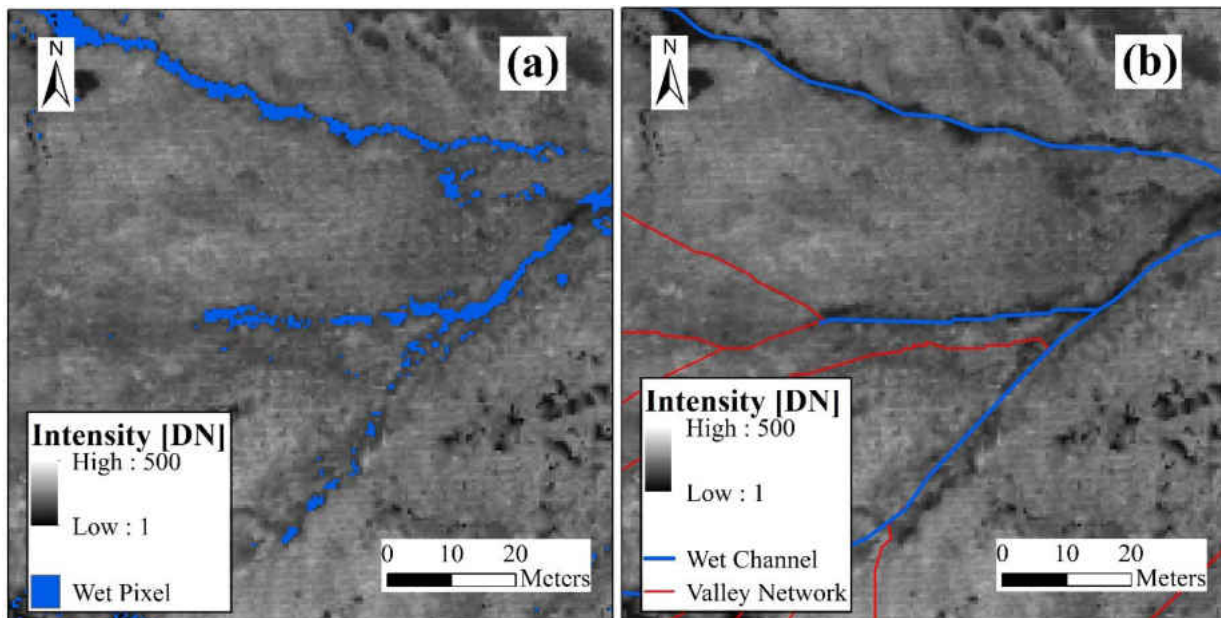 N
(a)
Intensity [DN]
High : 500
Low : 1
Wet Pixel
0 10 20
Meters
N
(b)
Intensity [DN]
High : 500
Low : 1
Wet Channel
Valley Network
0 10 20
Meters